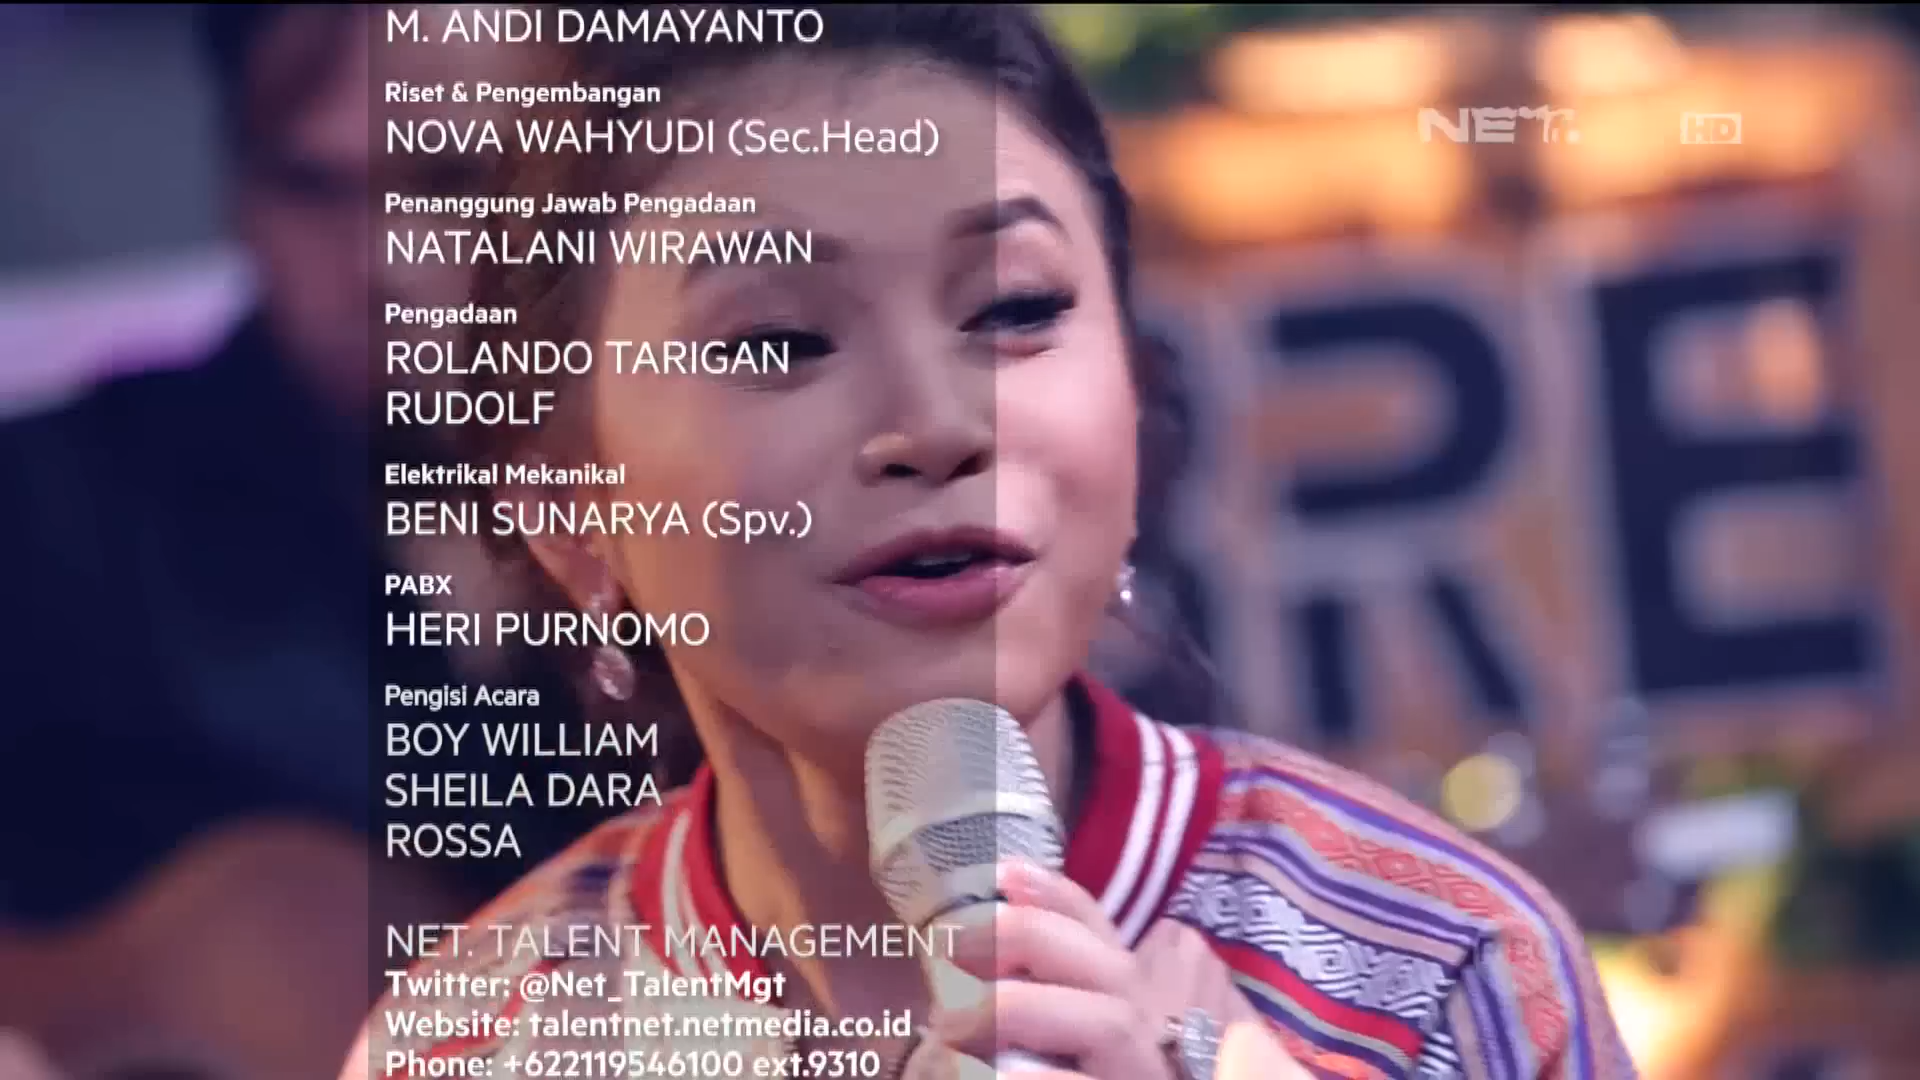 M. ANDI DAMAYANTO
Riset & Pengembangan
NOVA WAHYUDI (Sec.Head)
Penanggung Jawab Pengadaan
NATALANI WIRAWAN
Pengadaan
ROLANDO TARIGAN
RUDOLF
Elektrikal Mekanikal
BENI SUNARYA (Spv.)
PABX
HERI PURNOMO
Pengisi Acara
BOY WILLIAM
SHEILA DARA
ROSSA
NET. TALENT MANAGEMENT
Twitter: @Net_TalentMgt
Website: talentnet.netmedia.co.id
Phone: +622119546100 ext.9310
NET.
HD
RE